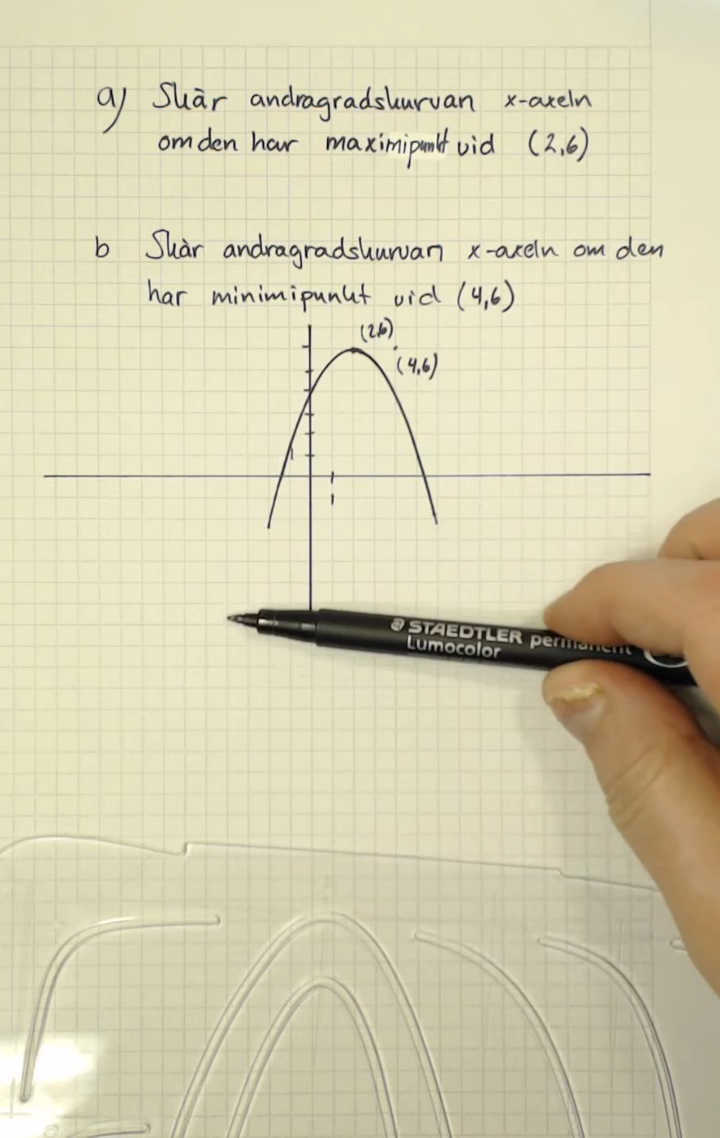 a) Skär andragradskurvan x-axeln
om den har maximipunkt vid (2,6)
b Skär andragradskurvan x-axeln om den
har minimipunkt vid (4,6)
(2,6)
(4,6)
STAEDTLER permanent
Lumocolor